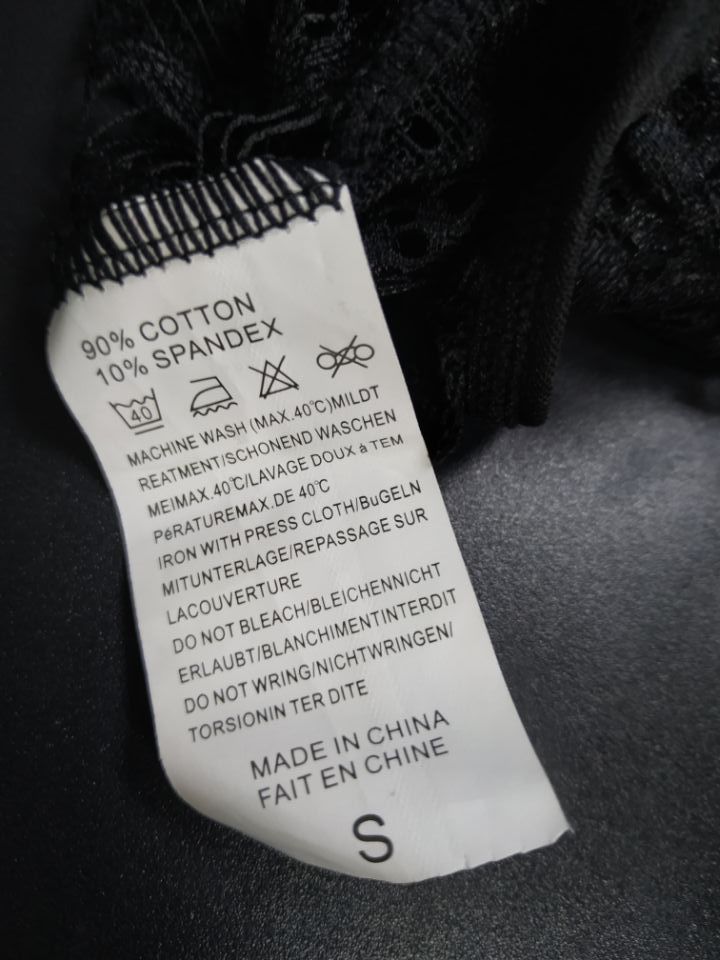 90% COTTON
10% SPANDEX
40
MACHINE WASH (MAX.40℃)MILDT
REATMENT/SCHONEND WASCHEN
MEIMAX.40℃/LAVAGE DOUX à TEM
PéRATUREMAX.DE 40℃
IRON WITH PRESS CLOTH/BuGELN
MITUNTERLAGE/REPASSAGE SUR
LACOUVERTURE
DO NOT BLEACH/BLEICHENNICHT
ERLAUBT/BLANCHIMENTINTERDIT
DO NOT WRING/NICHTWRINGEN/
TORSIONIN TER DITE
MADE IN CHINA
FAIT EN CHINE
S